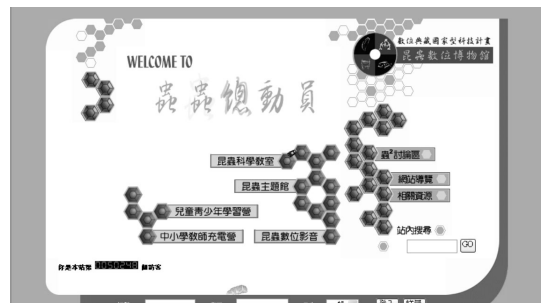 數位典藏國家型科技計畫
昆蟲數位博物館
WELCOME TO
蟲蟲總動員
昆蟲科學教室
蟲²討論區
昆蟲主題館
網站導覽
相關資源
兒童青少年學習營
中小學教師充電營
昆蟲數位影音
站內搜尋
GO
你是本站第 0050248 個訪客